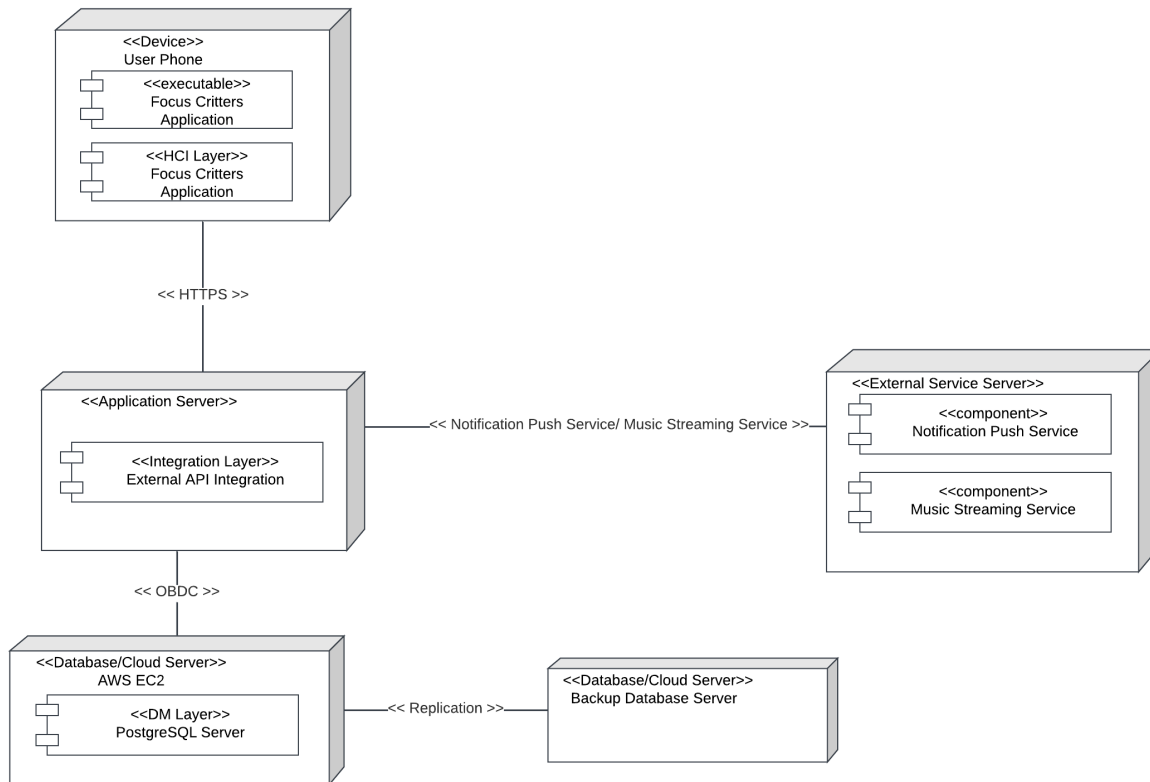 <<Device>>
User Phone
<<executable>>
Focus Critters
Application
<<HCI Layer>>
Focus Critters
Application
<< HTTPS >>
<<Application Server>>
<<Integration Layer>>
External API Integration
<< Notification Push Service/ Music Streaming Service >>
<<External Service Server>>
<<component>>
Notification Push Service
<<component>>
Music Streaming Service
<< OBDC >>
<<Database/Cloud Server>>
AWS EC2
<<DM Layer>>
PostgreSQL Server
<< Replication >>
<<Database/Cloud Server>>
Backup Database Server